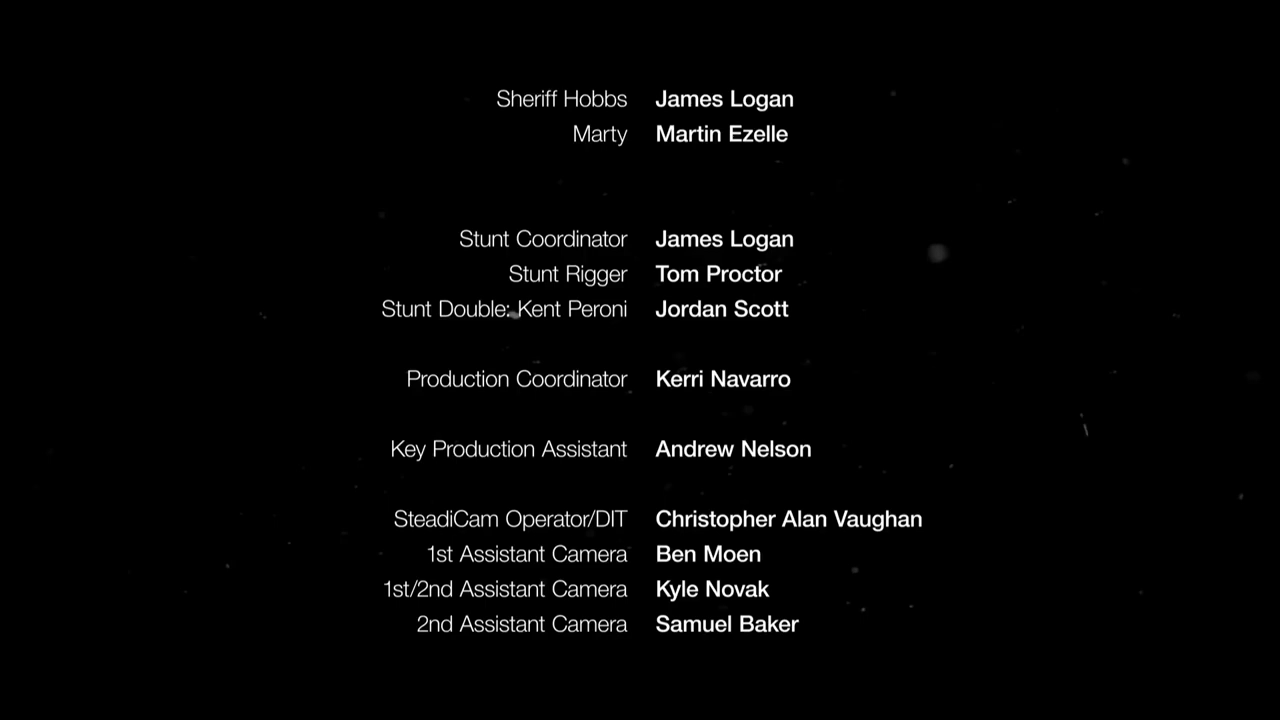 Sheriff Hobbs James Logan
Marty Martin Ezelle
Stunt Coordinator James Logan
Stunt Rigger Tom Proctor
Stunt Double: Kent Peroni Jordan Scott
Production Coordinator Kerri Navarro
Key Production Assistant Andrew Nelson
SteadiCam Operator/DIT Christopher Alan Vaughan
1st Assistant Camera Ben Moen
1st/2nd Assistant Camera Kyle Novak
2nd Assistant Camera Samuel Baker